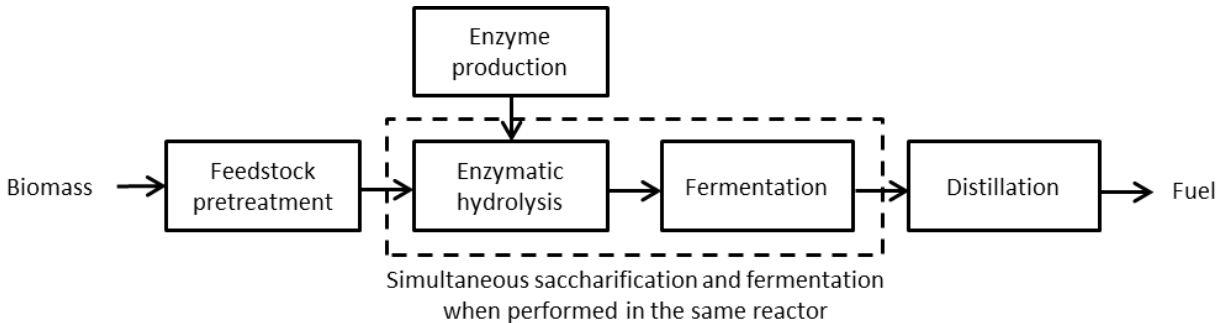 Enzyme
production
Biomass
Feedstock
pretreatment
Enzymatic
hydrolysis
Fermentation
Distillation
Fuel
Simultaneous saccharification and fermentation
when performed in the same reactor